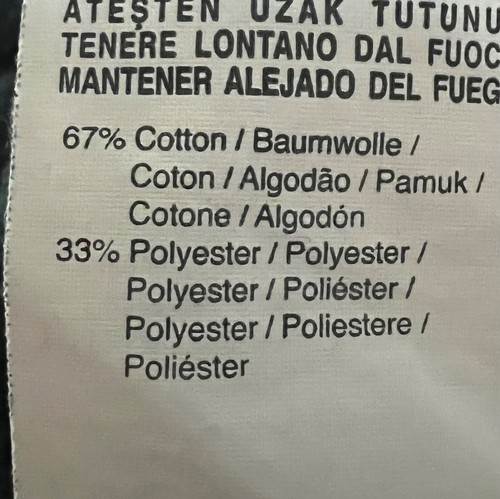 ATEŞTEN UZAK TUTUNU
TENERE LONTANO DAL FUOC
MANTENER ALEJADO DEL FUEG
67% Cotton / Baumwolle /
Coton / Algodão / Pamuk /
Cotone / Algodón
33% Polyester / Polyester /
Polyester / Poliéster /
Polyester / Poliestere /
Poliéster